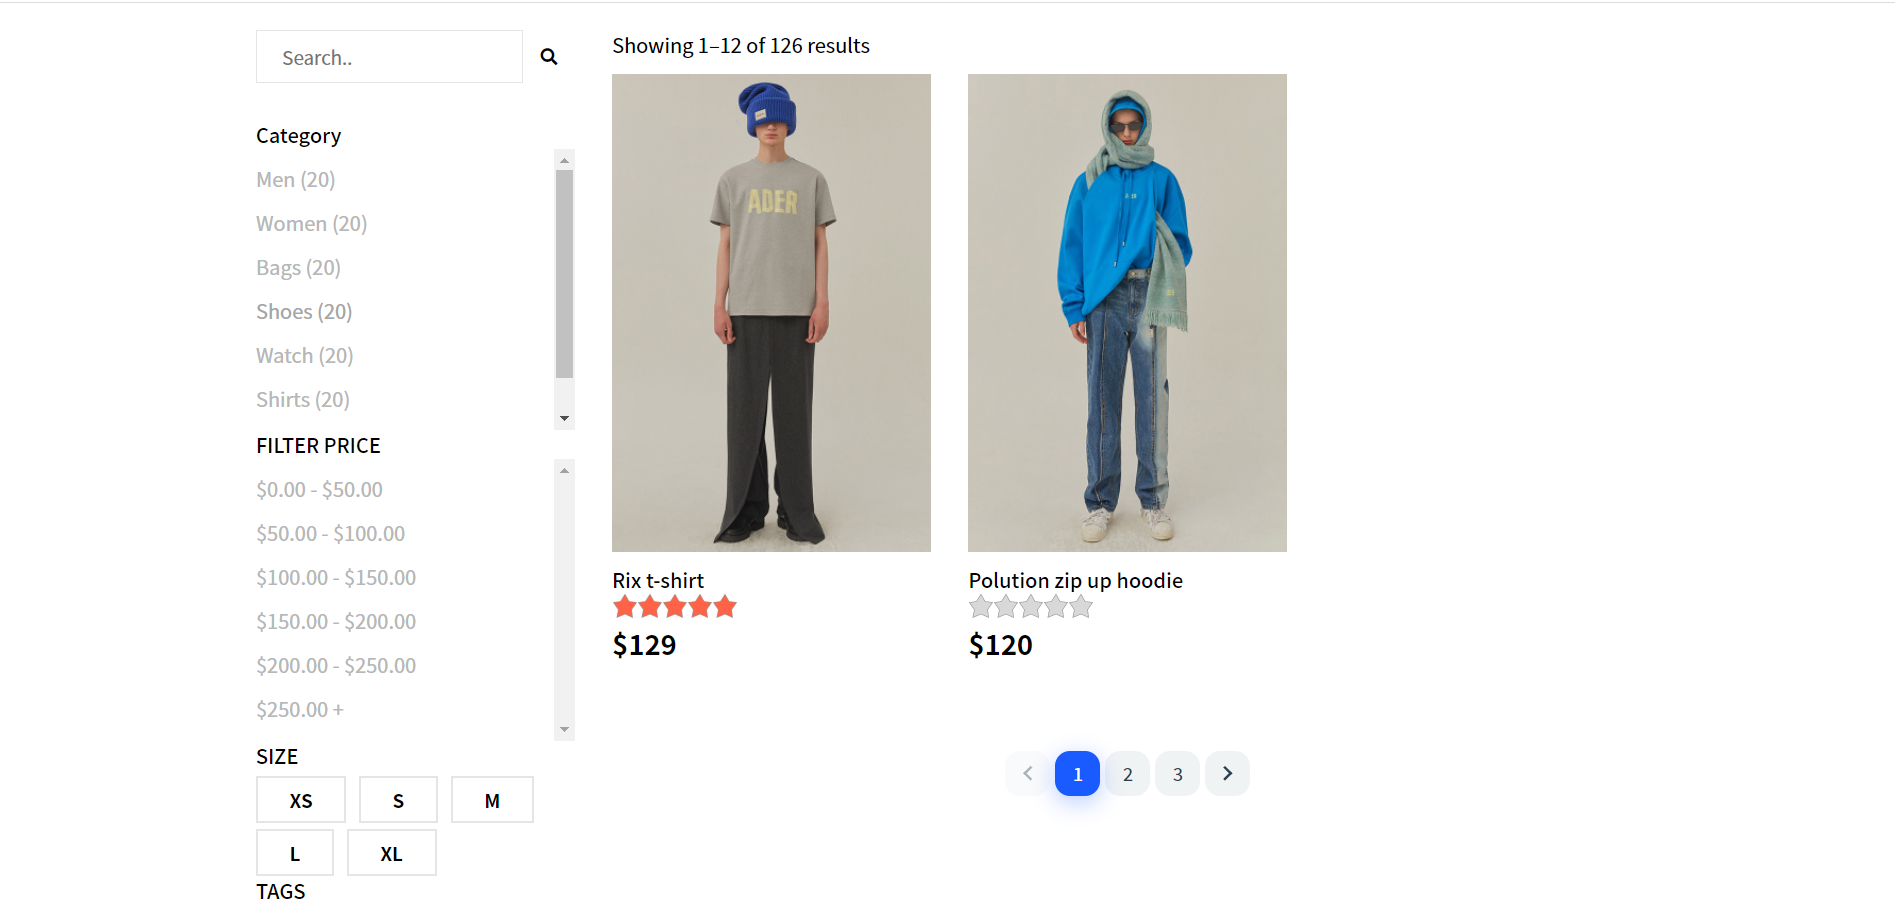 Search..
Category
Men (20)
Women (20)
Bags (20)
Shoes (20)
Watch (20)
Shirts (20)
FILTER PRICE
$0.00 - $50.00
$50.00 - $100.00
$100.00 - $150.00
$150.00 - $200.00
$200.00 - $250.00
$250.00 +
SIZE
XS S M
L XL
TAGS
Showing 1–12 of 126 results
ADER
Rix t-shirt
$129
Polution zip up hoodie
$120
1 2 3